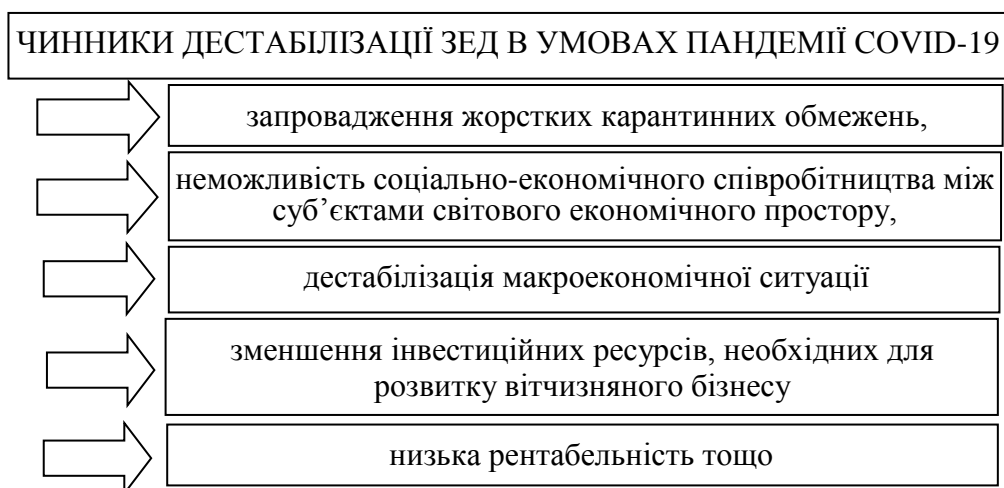 ЧИННИКИ ДЕСТАБІЛІЗАЦІЇ ЗЕД В УМОВАХ ПАНДЕМІЇ COVID-19
запровадження жорстких карантинних обмежень,
неможливість соціально-економічного співробітництва між
суб’єктами світового економічного простору,
дестабілізація макроекономічної ситуації
зменшення інвестиційних ресурсів, необхідних для
розвитку вітчизняного бізнесу
низька рентабельність тощо